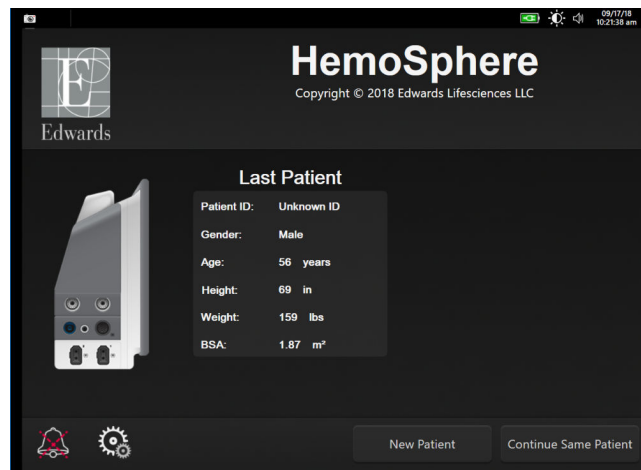 09/17/18
10:21:38 am
HemoSphere
Copyright © 2018 Edwards Lifesciences LLC
E
Edwards
Last Patient
Patient ID: Unknown ID
Gender: Male
Age: 56 years
Height: 69 in
Weight: 159 lbs
BSA: 1.87 m²
New Patient
Continue Same Patient